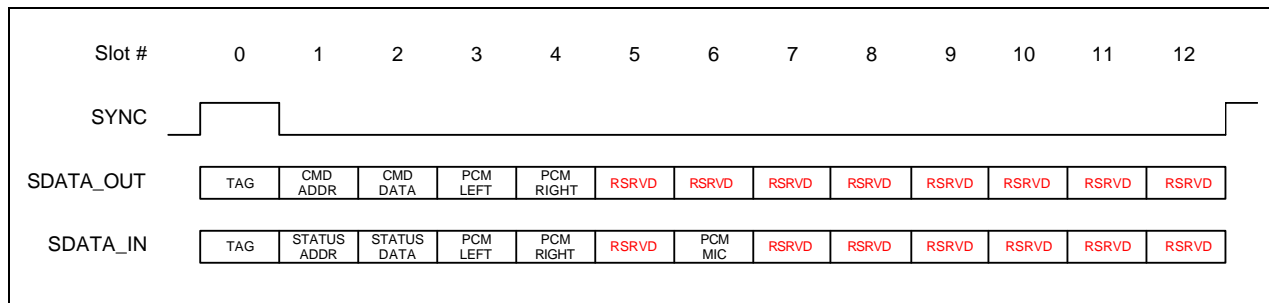 Slot # 0 1 2 3 4 5 6 7 8 9 10 11 12
SYNC
SDATA_OUT TAG CMD ADDR CMD DATA PCM LEFT PCM RIGHT RSRVD RSRVD RSRVD RSRVD RSRVD RSRVD RSRVD RSRVD
SDATA_IN TAG STATUS ADDR STATUS DATA PCM LEFT PCM RIGHT RSRVD PCM MIC RSRVD RSRVD RSRVD RSRVD RSRVD RSRVD